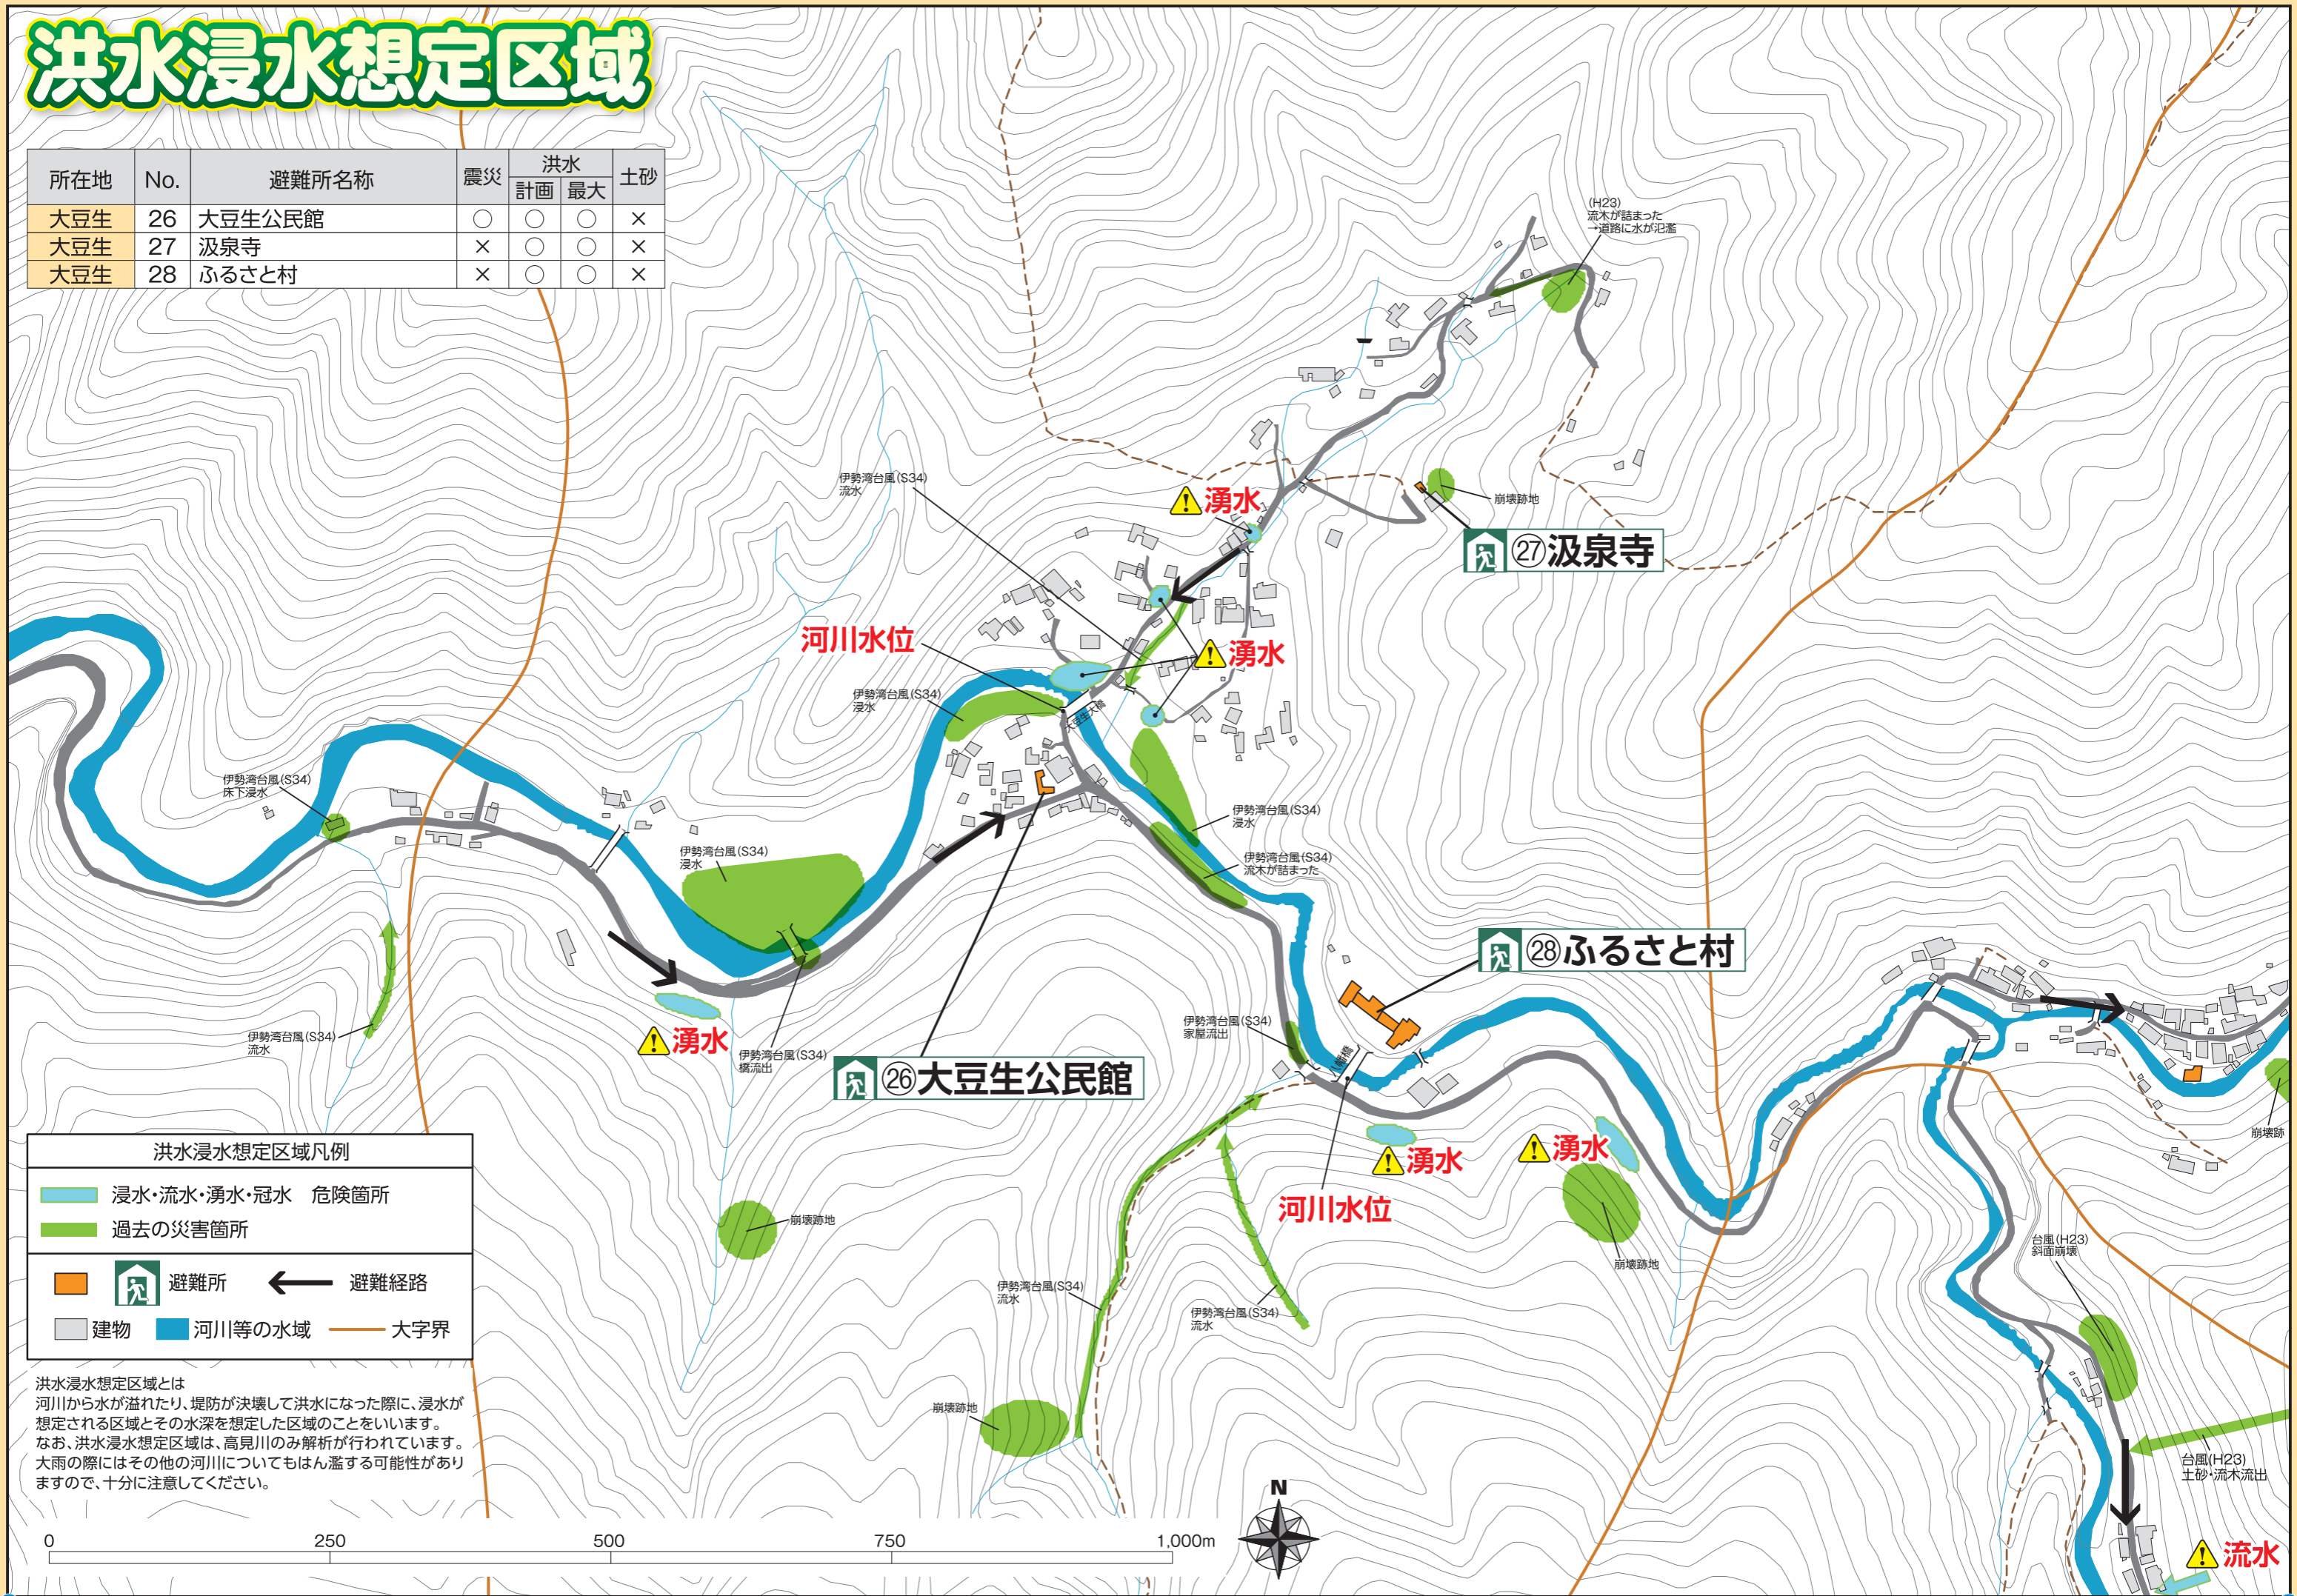 洪水浸水想定区域
所在地 No. 避難所名称 震災 洪水 計画 最大 土砂
大豆生 26 大豆生公民館 ○ ○ ○ ×
大豆生 27 汲泉寺 × ○ ○ ×
大豆生 28 ふるさと村 × ○ ○ ×
(H23)
流木が詰まった
→道路に水が氾濫
伊勢湾台風(S34)
流水
湧水
崩壊跡地
㉗汲泉寺
河川水位
湧水
伊勢湾台風(S34)
浸水
大豆生大橋
伊勢湾台風(S34)
床下浸水
伊勢湾台風(S34)
浸水
伊勢湾台風(S34)
浸水
伊勢湾台風(S34)
流木が詰まった
㉘ふるさと村
伊勢湾台風(S34)
流水
湧水
伊勢湾台風(S34)
橋流出
㉖大豆生公民館
伊勢湾台風(S34)
家屋流出
湧水
湧水
河川水位
崩壊跡
崩壊跡地
崩壊跡地
台風(H23)
斜面崩壊
伊勢湾台風(S34)
流水
伊勢湾台風(S34)
流水
崩壊跡地
台風(H23)
土砂・流木流出
流水
洪水浸水想定区域凡例
浸水・流水・湧水・冠水 危険箇所
過去の災害箇所
避難所 避難経路
建物 河川等の水域 大字界
洪水浸水想定区域とは
河川から水が溢れたり、堤防が決壊して洪水になった際に、浸水が
想定される区域とその水深を想定した区域のことをいいます。
なお、洪水浸水想定区域は、高見川のみ解析が行われています。
大雨の際にはその他の河川についてもはん濫する可能性があり
ますので、十分に注意してください。
0 250 500 750 1,000m
N